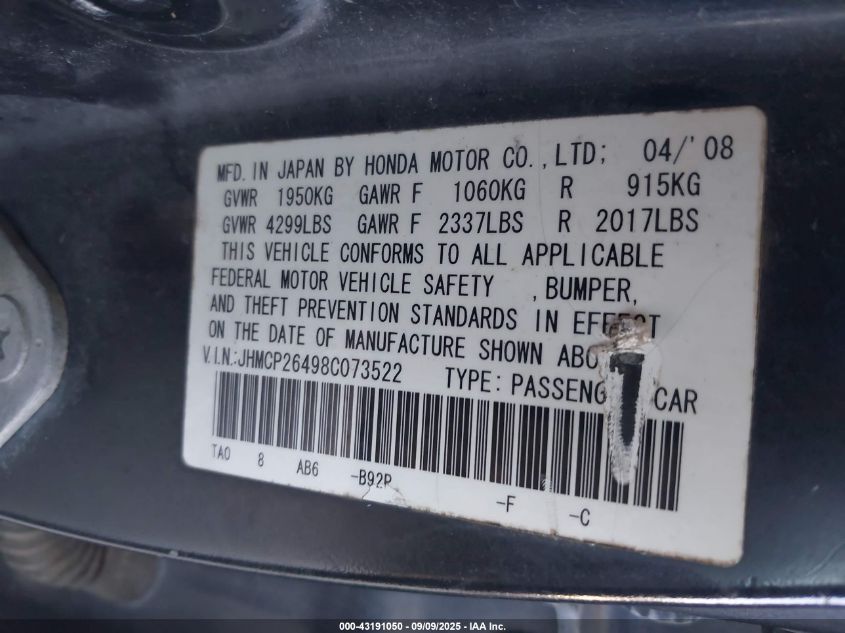 MFD. IN JAPAN BY HONDA MOTOR CO., LTD; 04/'08
GVWR 1950KG GAWR F 1060KG R 915KG
GVWR 4299LBS GAWR F 2337LBS R 2017LBS
THIS VEHICLE CONFORMS TO ALL APPLICABLE
FEDERAL MOTOR VEHICLE SAFETY , BUMPER,
AND THEFT PREVENTION STANDARDS IN EFFECT
ON THE DATE OF MANUFACTURE SHOWN
V.I.N.:JHMCP26498C073522 TYPE: CAR
TA0 8 AB6 -B92P -F -C
000-43191050 - 09/09/2025 - IAA Inc.